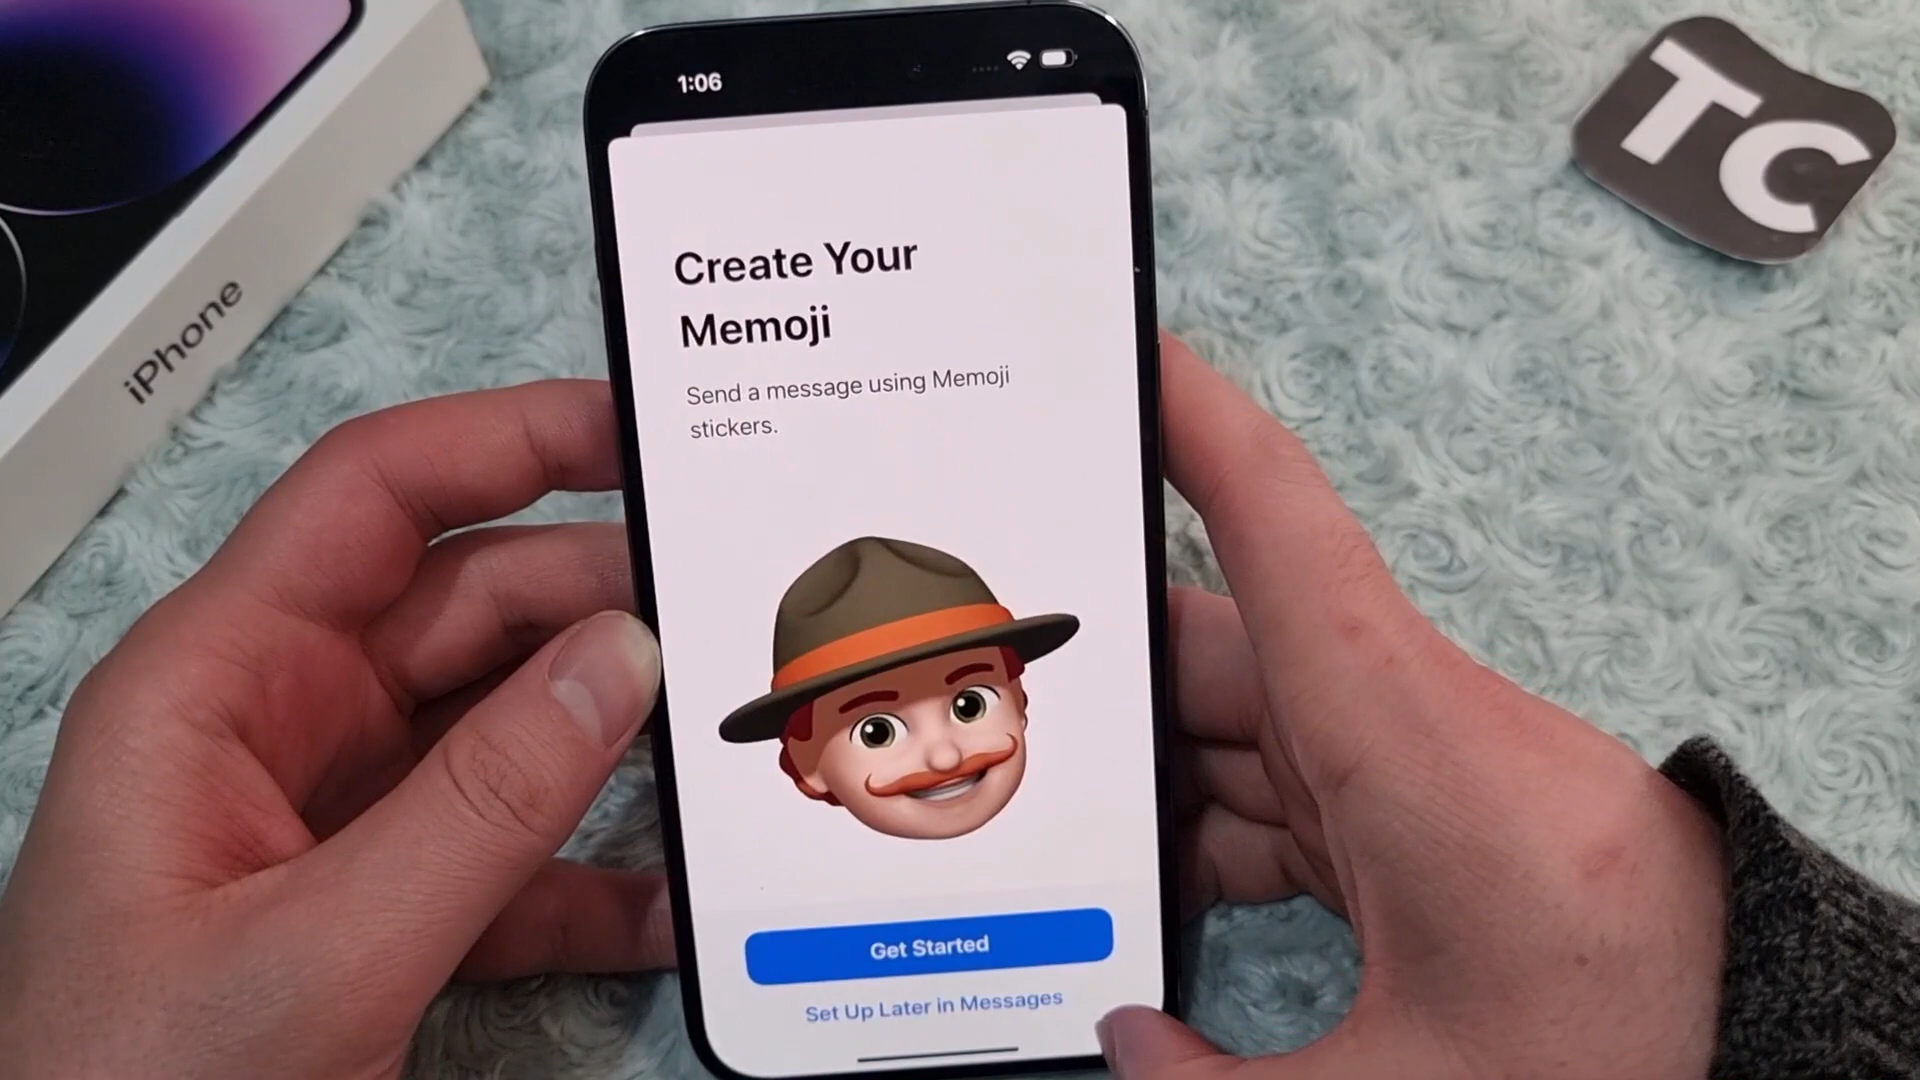 1:06
Create Your
Memoji
Send a message using Memoji
stickers.
Get Started
Set Up Later in Messages
iPhone
TC